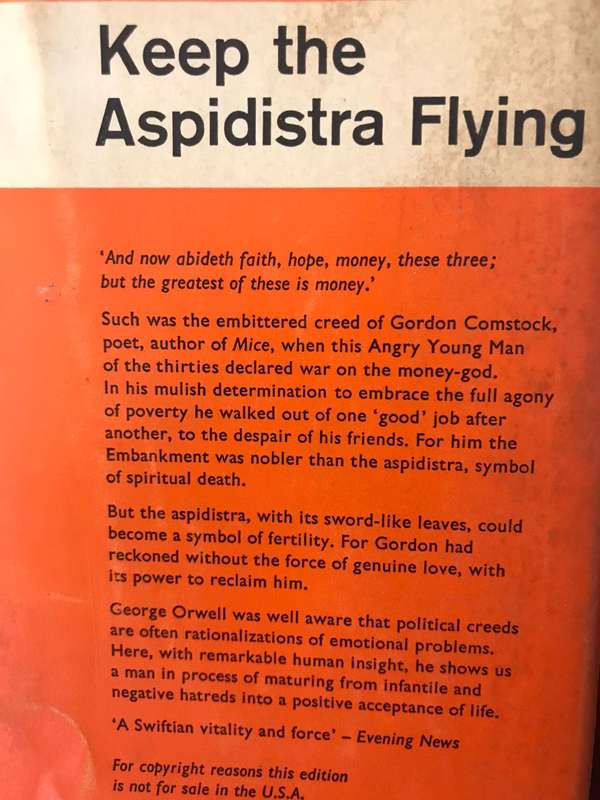 Keep the
Aspidistra Flying
‘And now abideth faith, hope, money, these three;
but the greatest of these is money.’
Such was the embittered creed of Gordon Comstock,
poet, author of Mice, when this Angry Young Man
of the thirties declared war on the money-god.
In his mulish determination to embrace the full agony
of poverty he walked out of one ‘good’ job after
another, to the despair of his friends. For him the
Embankment was nobler than the aspidistra, symbol
of spiritual death.
But the aspidistra, with its sword-like leaves, could
become a symbol of fertility. For Gordon had
reckoned without the force of genuine love, with
its power to reclaim him.
George Orwell was well aware that political creeds
are often rationalizations of emotional problems.
Here, with remarkable human insight, he shows us
a man in process of maturing from infantile and
negative hatreds into a positive acceptance of life.
‘A Swiftian vitality and force’ – Evening News
For copyright reasons this edition
is not for sale in the U.S.A.